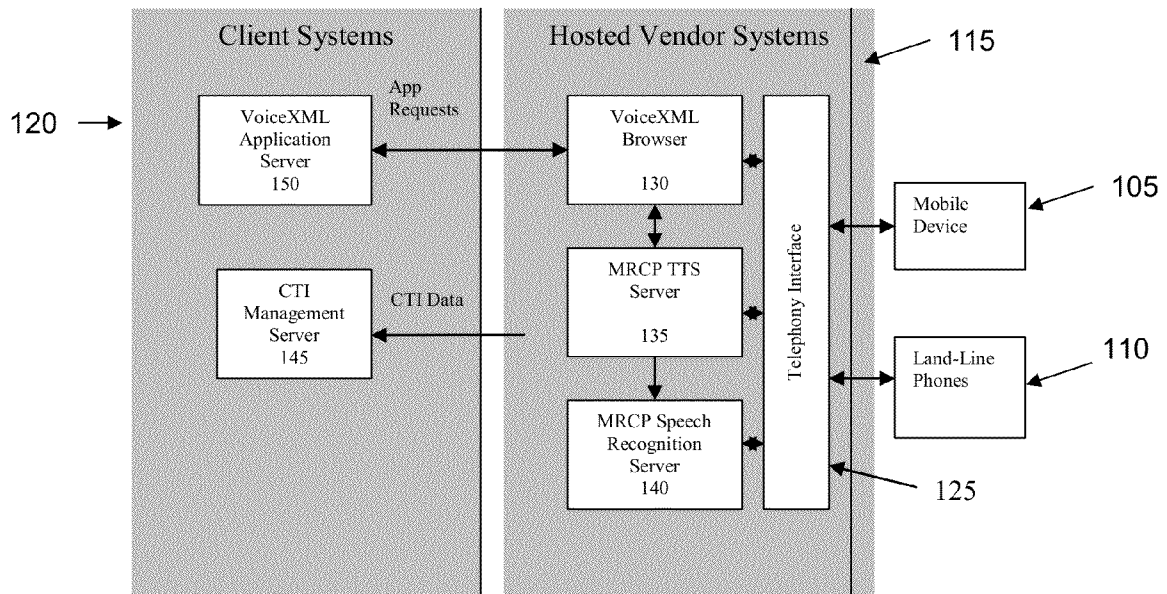 Client Systems
Hosted Vendor Systems
115
120
VoiceXML
Application
Server
150
App
Requests
VoiceXML
Browser
130
Telephony Interface
Mobile
Device
105
CTI
Management
Server
145
CTI Data
MRCP TTS
Server
135
Land-Line
Phones
110
MRCP Speech
Recognition
Server
140
125